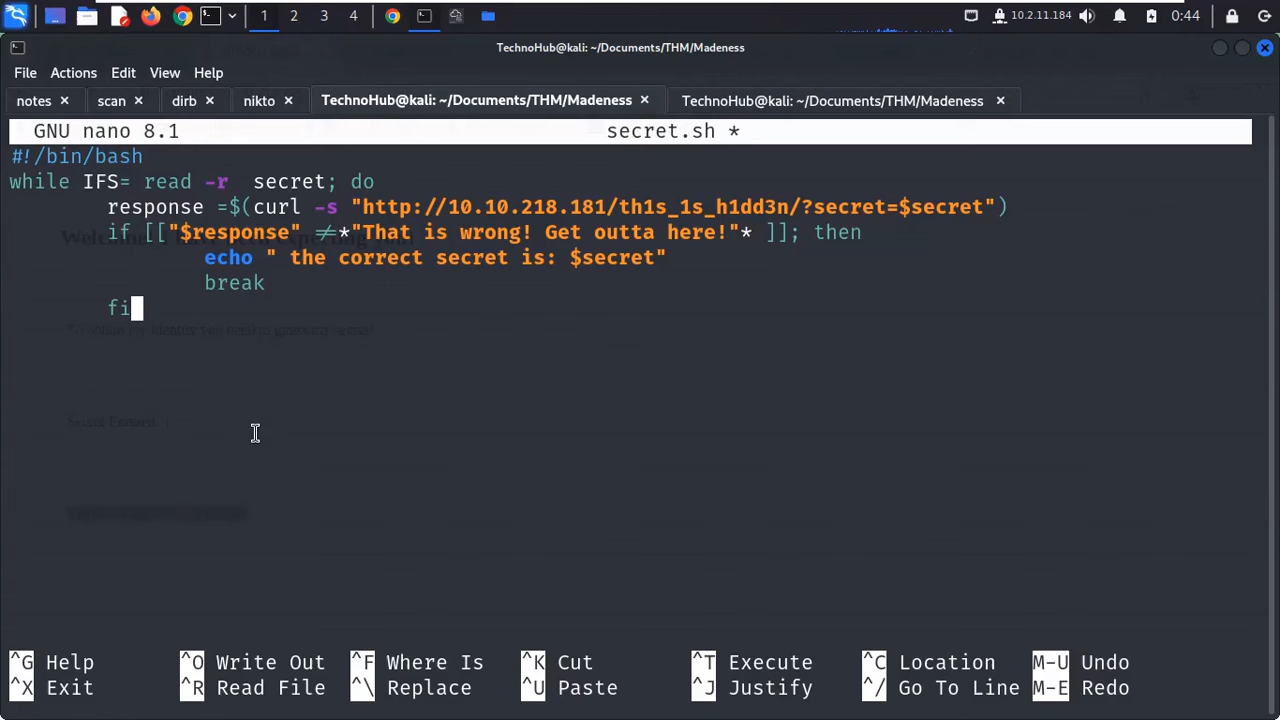 1 2 3 4 10.2.11.184 0:44
TechnoHub@kali: ~/Documents/THM/Madeness
File Actions Edit View Help
notes × scan × dirb × nikto × TechnoHub@kali: ~/Documents/THM/Madeness × TechnoHub@kali: ~/Documents/THM/Madeness ×
GNU nano 8.1 secret.sh *
#!/bin/bash
while IFS= read -r  secret; do
response =$(curl -s "http://10.10.218.181/th1s_1s_h1dd3n/?secret=$secret")
if [["$response" !=*"That is wrong! Get outta here!"* ]]; then
echo " the correct secret is: $secret"
break
fi
^G Help ^O Write Out ^F Where Is ^K Cut ^T Execute ^C Location M-U Undo
^X Exit ^R Read File ^\ Replace ^U Paste ^J Justify ^/ Go To Line M-E Redo